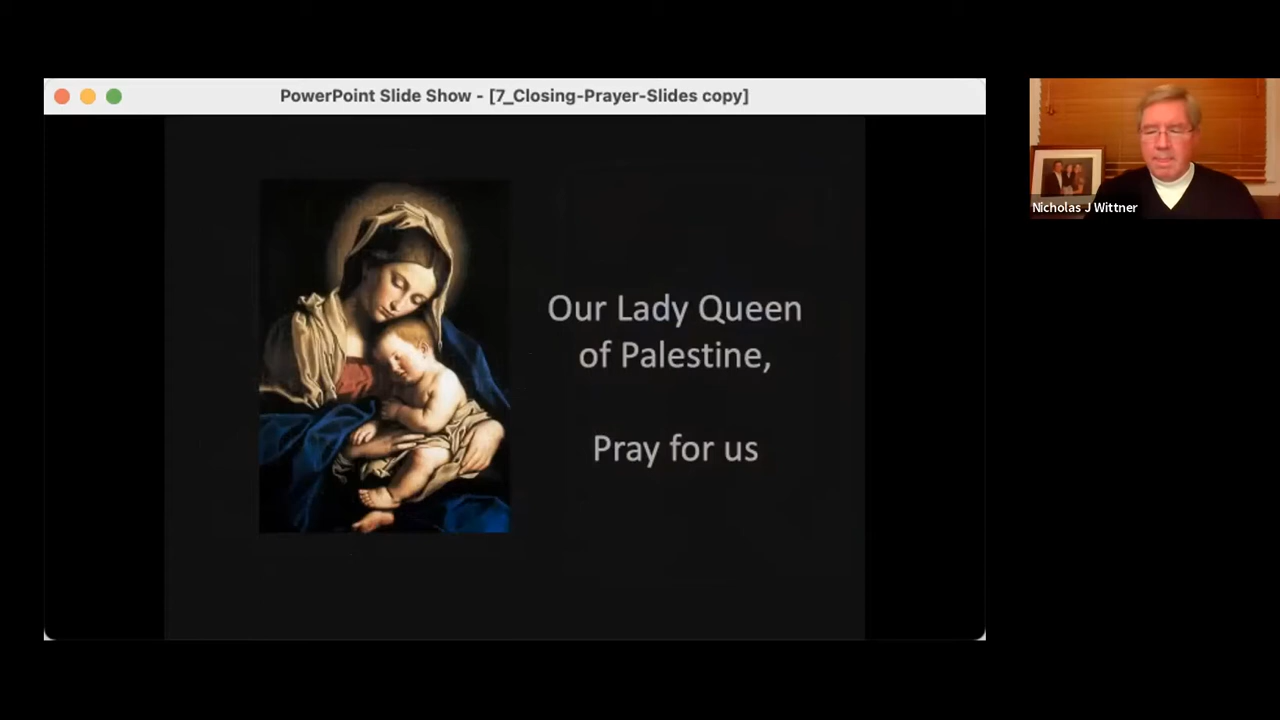 PowerPoint Slide Show - [7_Closing-Prayer-Slides copy]
Our Lady Queen
of Palestine,
Pray for us
Nicholas J Wittner